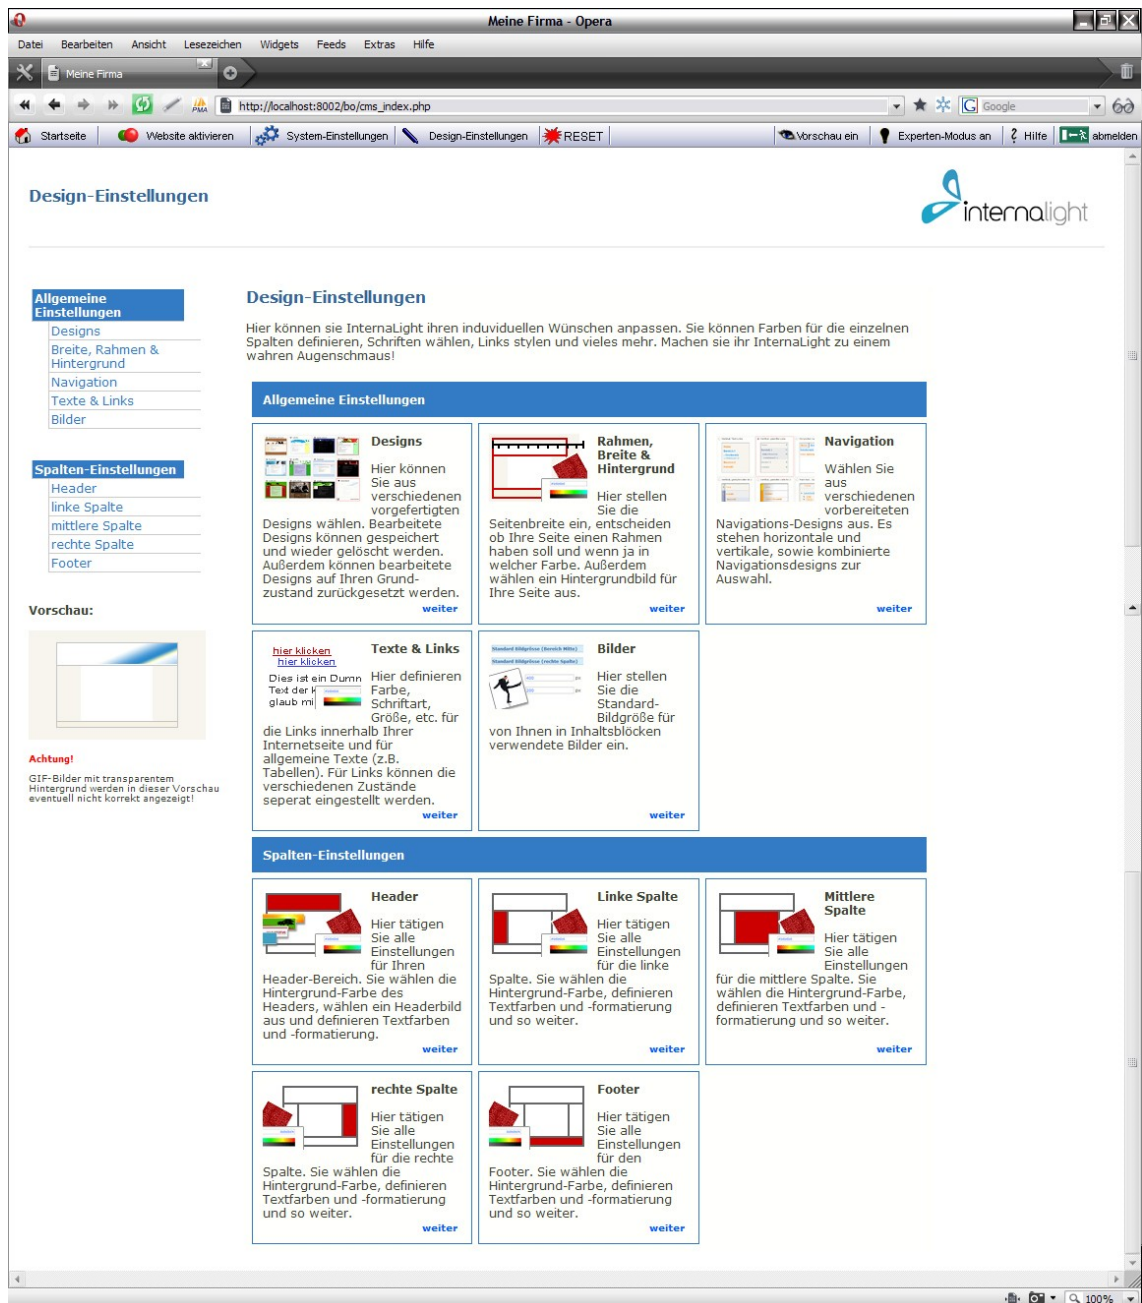 Meine Firma - Opera
Datei Bearbeiten Ansicht Lesezeichen Widgets Feeds Extras Hilfe
Meine Firma
PMA http://localhost:8002/bo/cms_index.php Google
Startseite Website aktivieren System-Einstellungen Design-Einstellungen RESET Vorschau ein Experten-Modus an Hilfe abmelden
Design-Einstellungen
internalight
Allgemeine
Einstellungen
Designs
Breite, Rahmen &
Hintergrund
Navigation
Texte & Links
Bilder
Spalten-Einstellungen
Header
linke Spalte
mittlere Spalte
rechte Spalte
Footer
Vorschau:
Achtung!
GIF-Bilder mit transparentem
Hintergrund werden in dieser Vorschau
eventuell nicht korrekt angezeigt!
Design-Einstellungen
Hier können sie InternaLight ihren induviduellen Wünschen anpassen. Sie können Farben für die einzelnen
Spalten definieren, Schriften wählen, Links stylen und vieles mehr. Machen sie ihr InternaLight zu einem
wahren Augenschmaus!
Allgemeine Einstellungen
Designs
Hier können
Sie aus
verschiedenen
vorgefertigten
Designs wählen. Bearbeitete
Designs können gespeichert
und wieder gelöscht werden.
Außerdem können bearbeitete
Designs auf Ihren Grund-
zustand zurückgesetzt werden.
weiter
Rahmen,
Breite &
Hintergrund
Hier stellen
Sie die
Seitenbreite ein, entscheiden
ob Ihre Seite einen Rahmen
haben soll und wenn ja in
welcher Farbe. Außerdem
wählen ein Hintergrundbild für
Ihre Seite aus.
weiter
Navigation
Wählen Sie
aus
verschiedenen
vorbereiteten
Navigations-Designs aus. Es
stehen horizontale und
vertikale, sowie kombinierte
Navigationsdesigns zur
Auswahl.
weiter
hier klicken
hier klicken
Dies ist ein Dumn
Text der
glaub mi
Texte & Links
Hier definieren
Farbe,
Schriftart,
Größe, etc. für
die Links innerhalb Ihrer
Internetseite und für
allgemeine Texte (z.B.
Tabellen). Für Links können die
verschiedenen Zustände
seperat eingestellt werden.
weiter
Standard Bildgrösse (Bereich Mitte)
Standard Bildgrösse (rechte Spalte)
Bilder
Hier stellen
Sie die
Standard-
Bildgröße für
von Ihnen in Inhaltsblöcken
verwendete Bilder ein.
weiter
Spalten-Einstellungen
Header
Hier tätigen
Sie alle
Einstellungen
für Ihren
Header-Bereich. Sie wählen die
Hintergrund-Farbe des
Headers, wählen ein Headerbild
aus und definieren Textfarben
und -formatierung.
weiter
Linke Spalte
Hier tätigen
Sie alle
Einstellungen
für die linke
Spalte. Sie wählen die
Hintergrund-Farbe, definieren
Textfarben und -formatierung
und so weiter.
weiter
Mittlere
Spalte
Hier tätigen
Sie alle
Einstellungen
für die mittlere Spalte. Sie
wählen die Hintergrund-Farbe,
definieren Textfarben und -
formatierung und so weiter.
weiter
rechte Spalte
Hier tätigen
Sie alle
Einstellungen
für die rechte
Spalte. Sie wählen die
Hintergrund-Farbe, definieren
Textfarben und -formatierung
und so weiter.
weiter
Footer
Hier tätigen
Sie alle
Einstellungen
für den
Footer. Sie wählen die
Hintergrund-Farbe, definieren
Textfarben und -formatierung
und so weiter.
weiter
100%